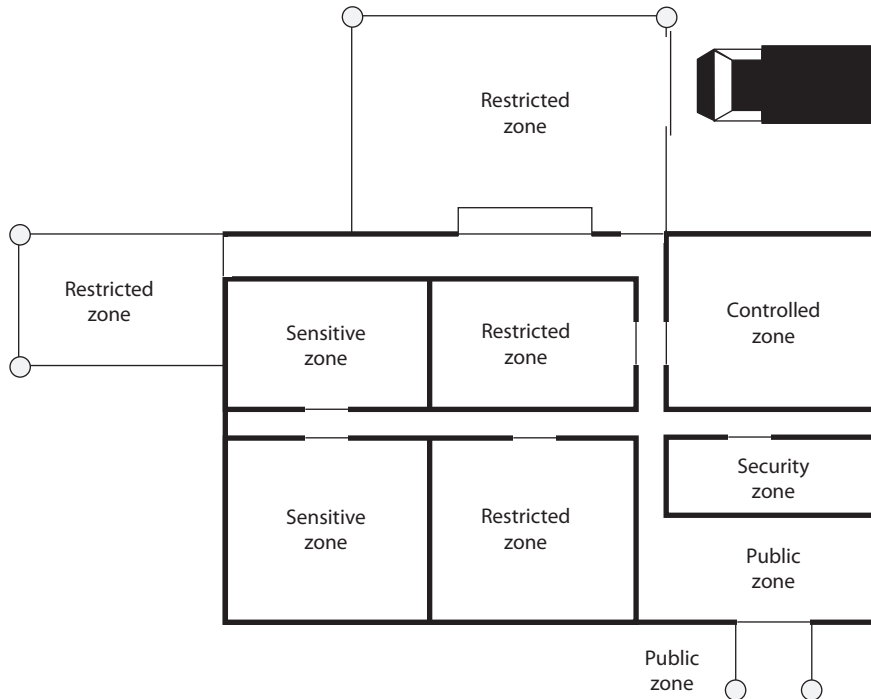 Restricted
zone
Restricted
zone
Sensitive
zone
Restricted
zone
Controlled
zone
Security
zone
Sensitive
zone
Restricted
zone
Public
zone
Public
zone